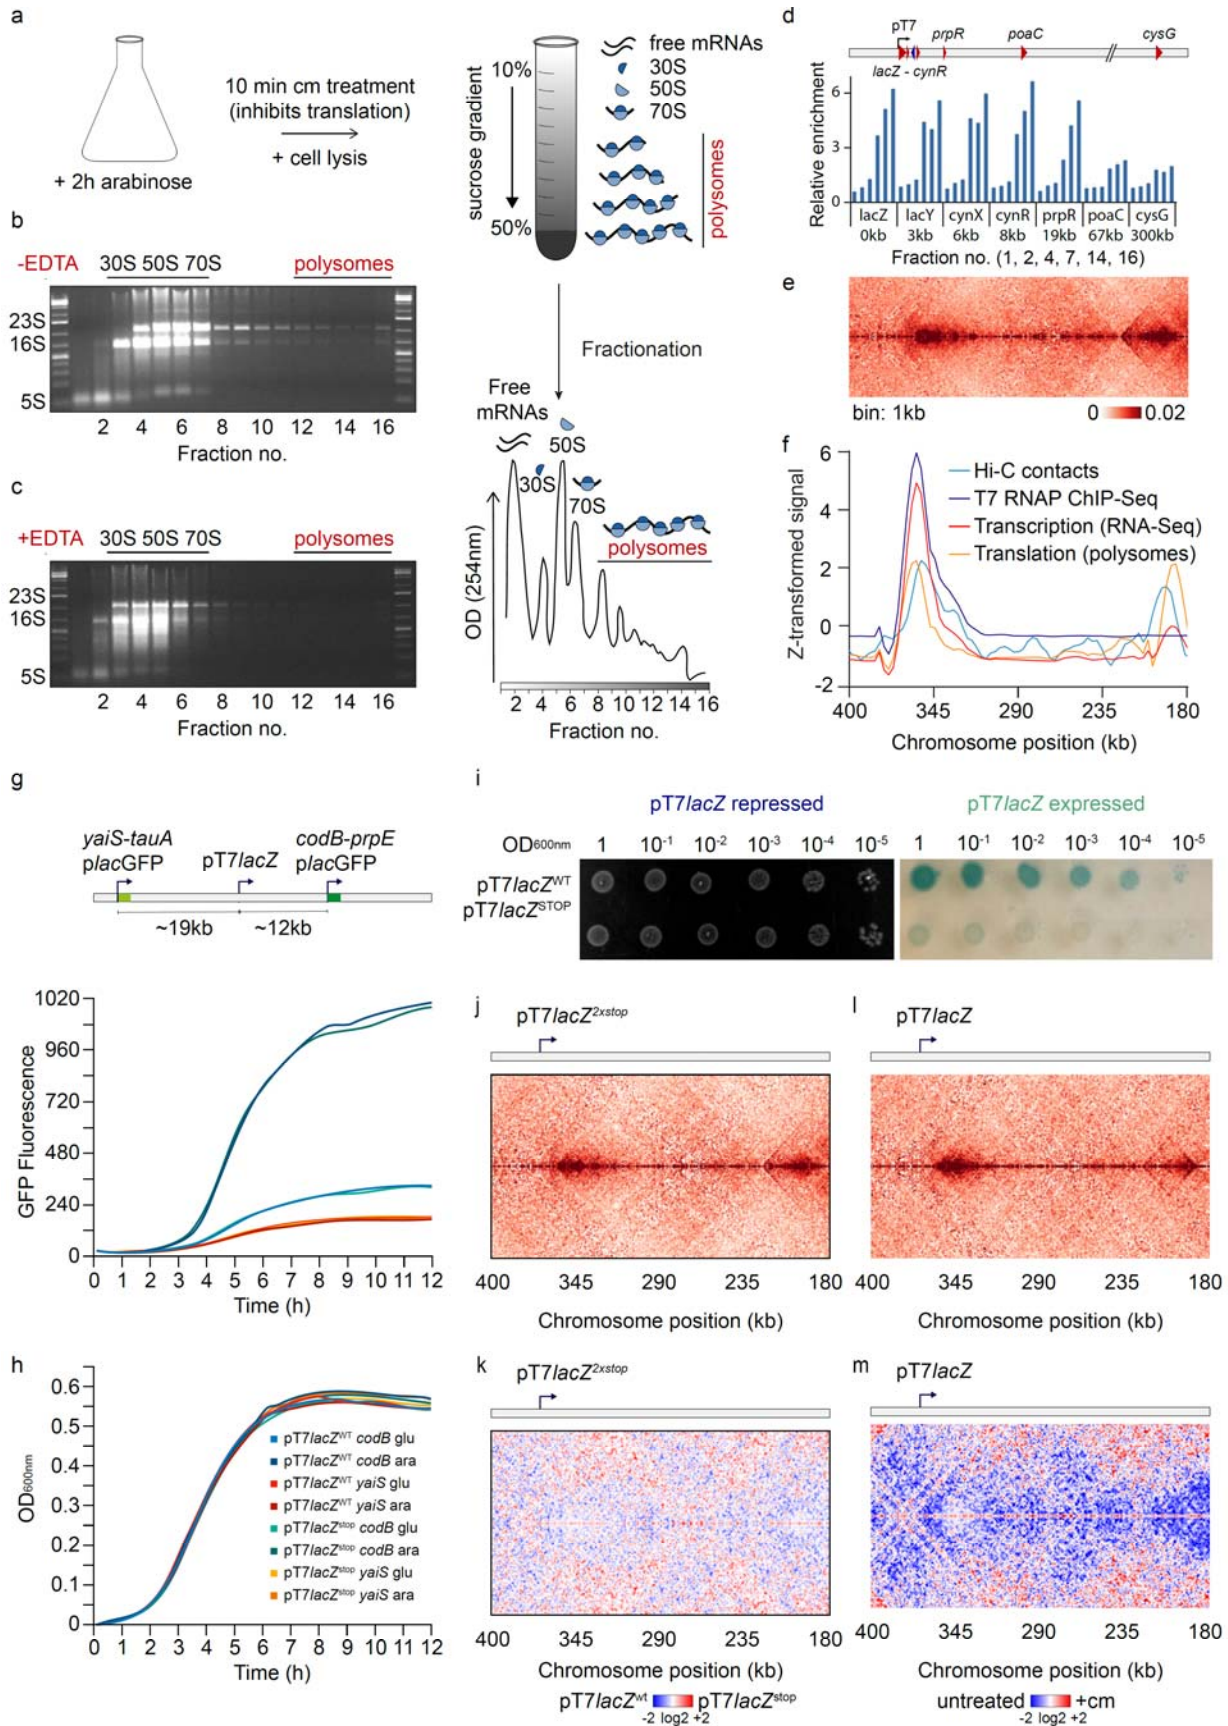 a
10 min cm treatment
(inhibits translation)
+ cell lysis
+ 2h arabinose
sucrose gradient
10%
50%
free mRNAs
30S
50S
70S
polysomes
Fractionation
Free
mRNAs
50S
30S
70S
polysomes
OD (254nm)
2 4 6 8 10 12 14 16
Fraction no.
b
-EDTA 30S 50S 70S polysomes
23S
16S
5S
2 4 6 8 10 12 14 16
Fraction no.
c
+EDTA 30S 50S 70S polysomes
23S
16S
5S
2 4 6 8 10 12 14 16
Fraction no.
d
pT7 prpR poaC cysG
lacZ - cynR
Relative enrichment
6
3
0
lacZ lacY cynX cynR prpR poaC cysG
0kb 3kb 6kb 8kb 19kb 67kb 300kb
Fraction no. (1, 2, 4, 7, 14, 16)
e
bin: 1kb 0 0.02
f
Z-transformed signal
6
4
2
0
-2
Hi-C contacts
T7 RNAP ChIP-Seq
Transcription (RNA-Seq)
Translation (polysomes)
400 345 290 235 180
Chromosome position (kb)
g
yaiS-tauA codB-prpE
placGFP pT7lacZ placGFP
~19kb ~12kb
GFP Fluorescence
1020
960
720
480
240
0
0 1 2 3 4 5 6 7 8 9 10 11 12
Time (h)
h
OD600nm
0.6
0.5
0.4
0.3
0.2
0.1
0
pT7lacZWT codB glu
pT7lacZWT codB ara
pT7lacZWT yaiS glu
pT7lacZWT yaiS ara
pT7lacZstop codB glu
pT7lacZstop codB ara
pT7lacZstop yaiS glu
pT7lacZstop yaiS ara
0 1 2 3 4 5 6 7 8 9 10 11 12
Time (h)
i
pT7lacZ repressed pT7lacZ expressed
OD600nm 1 10-1 10-2 10-3 10-4 10-5 1 10-1 10-2 10-3 10-4 10-5
pT7lacZWT
pT7lacZSTOP
j
pT7lacZ2xstop
400 345 290 235 180
Chromosome position (kb)
l
pT7lacZ
400 345 290 235 180
Chromosome position (kb)
k
pT7lacZ2xstop
400 345 290 235 180
Chromosome position (kb)
pT7lacZwt pT7lacZstop
-2 log2 +2
m
pT7lacZ
400 345 290 235 180
Chromosome position (kb)
untreated +cm
-2 log2 +2